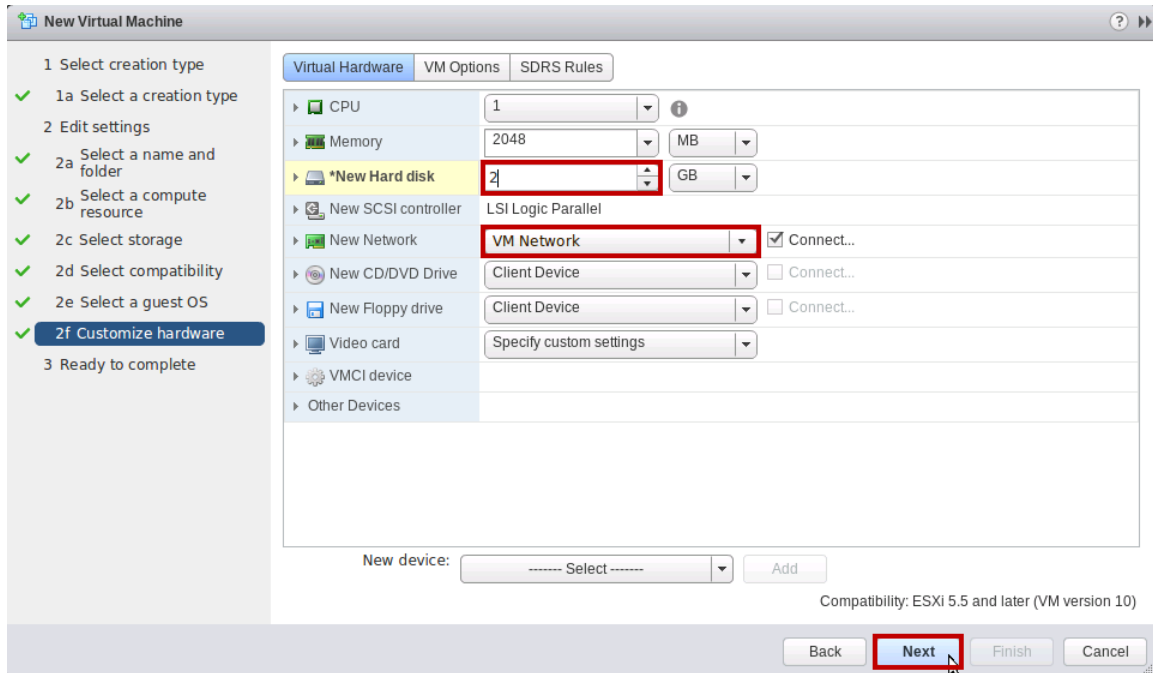 New Virtual Machine
1 Select creation type
1a Select a creation type
2 Edit settings
2a Select a name and
folder
2b Select a compute
resource
2c Select storage
2d Select compatibility
2e Select a guest OS
2f Customize hardware
3 Ready to complete
Virtual Hardware VM Options SDRS Rules
CPU 1
Memory 2048 MB
*New Hard disk 2 GB
New SCSI controller LSI Logic Parallel
New Network VM Network Connect...
New CD/DVD Drive Client Device Connect...
New Floppy drive Client Device Connect...
Video card Specify custom settings
VMCI device
Other Devices
New device: ------- Select ------- Add
Compatibility: ESXi 5.5 and later (VM version 10)
Back Next Finish Cancel